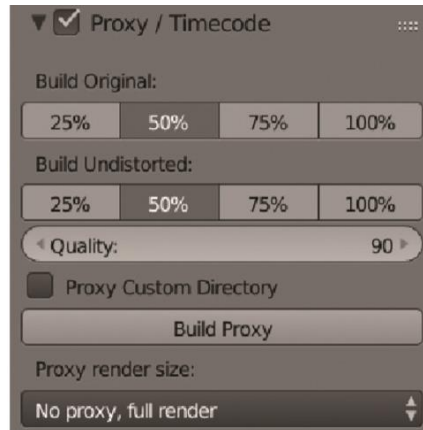 Proxy / Timecode
Build Original:
25% 50% 75% 100%
Build Undistorted:
25% 50% 75% 100%
Quality: 90
Proxy Custom Directory
Build Proxy
Proxy render size:
No proxy, full render